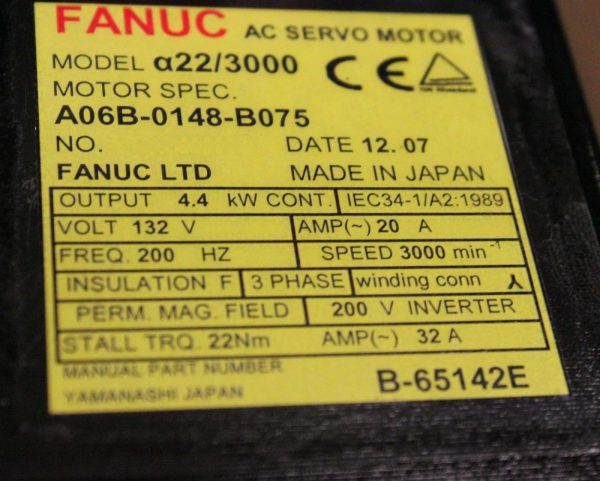 FANUC AC SERVO MOTOR
MODEL α22/3000
MOTOR SPEC.
A06B-0148-B075
NO. DATE 12. 07
FANUC LTD MADE IN JAPAN
OUTPUT 4.4 kW CONT. IEC34-1/A2:1989
VOLT 132 V AMP(~) 20 A
FREQ. 200 HZ SPEED 3000 min⁻¹
INSULATION F 3 PHASE winding conn
PERM. MAG. FIELD 200 V INVERTER
STALL TRQ. 22Nm AMP(~) 32 A
MANUAL PART NUMBER
YAMANASHI JAPAN B-65142E